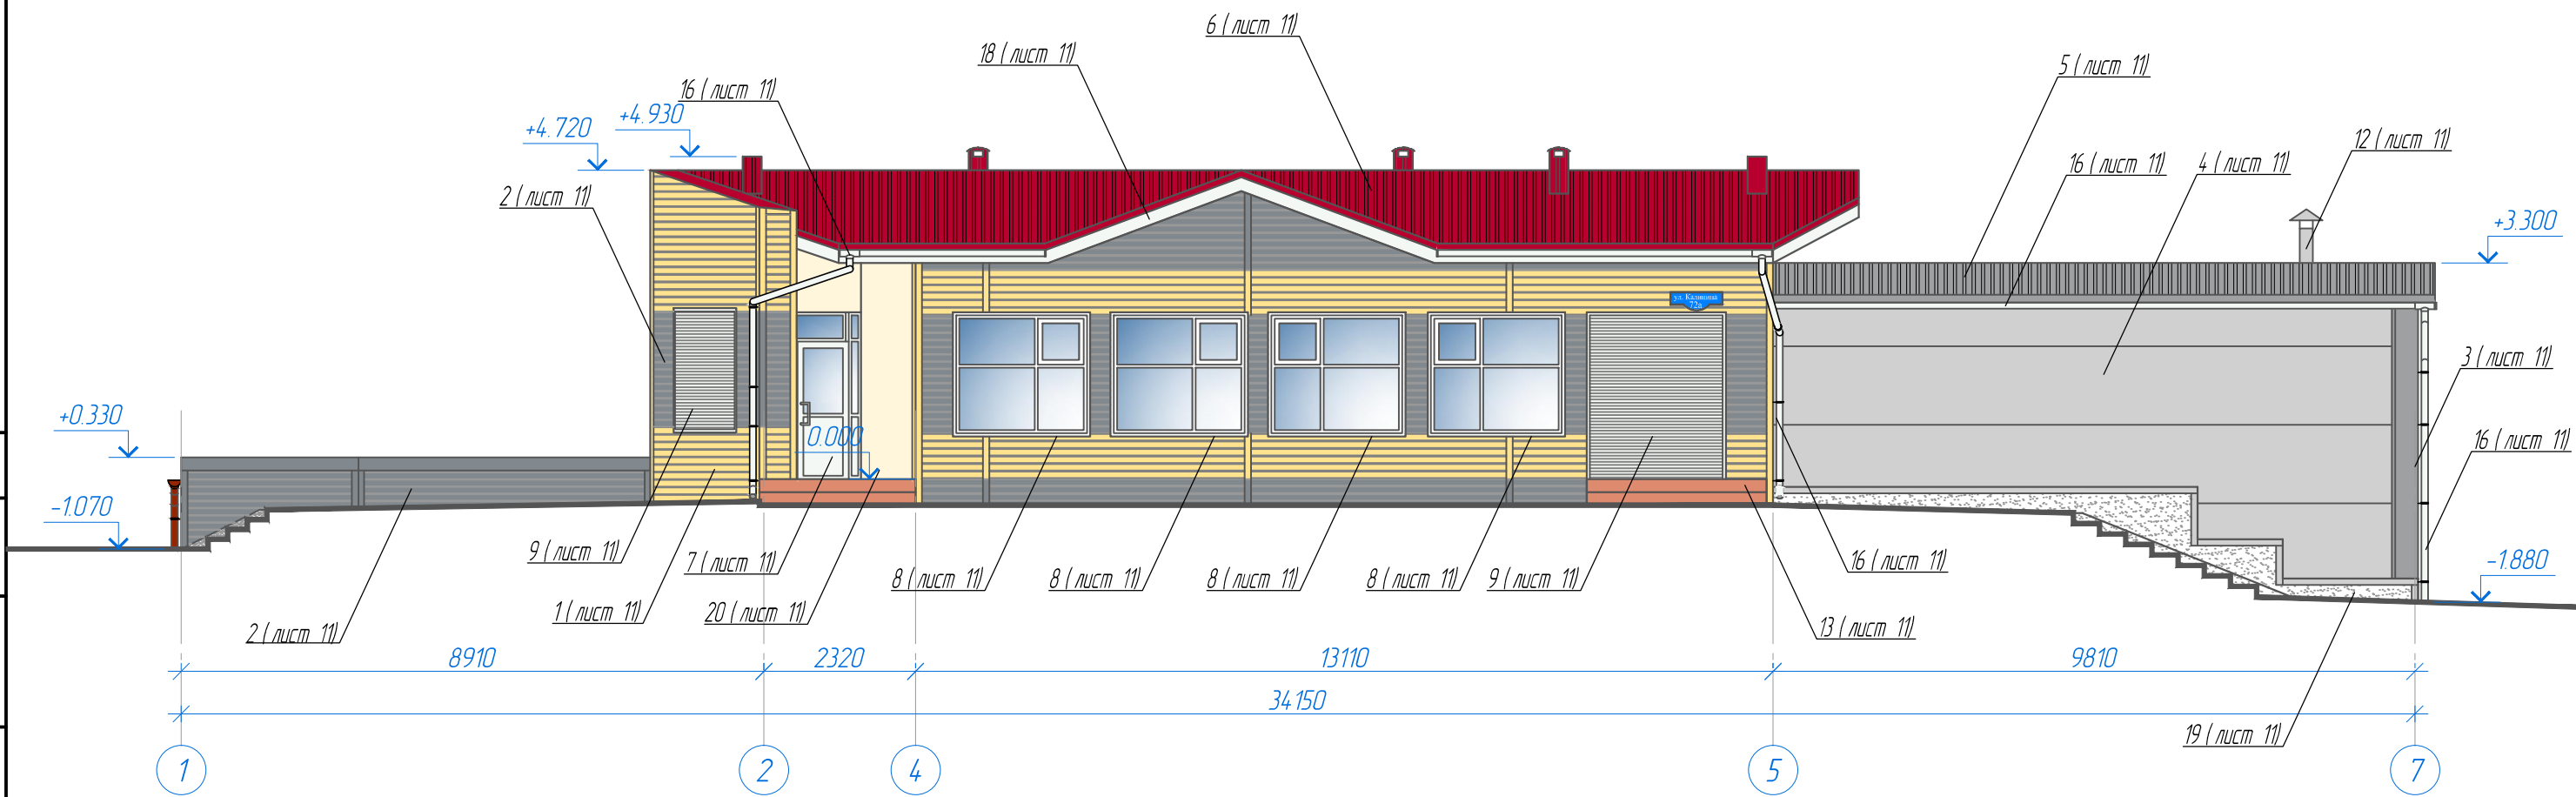 6 ( лист 11)
18 ( лист 11)
5 ( лист 11)
16 ( лист 11)
+4.930
+4.720
12 ( лист 11)
16 ( лист 11)
4 ( лист 11)
2 ( лист 11)
+3.300
ул. Калинина
72а
3 ( лист 11)
+0.330
0.000
16 ( лист 11)
-1.070
9 ( лист 11)
7 ( лист 11)
8 ( лист 11)
8 ( лист 11)
8 ( лист 11)
8 ( лист 11)
9 ( лист 11)
16 ( лист 11)
-1.880
1 ( лист 11)
20 ( лист 11)
2 ( лист 11)
13 ( лист 11)
8910
2320
13110
9810
34150
19 ( лист 11)
1
2
4
5
7